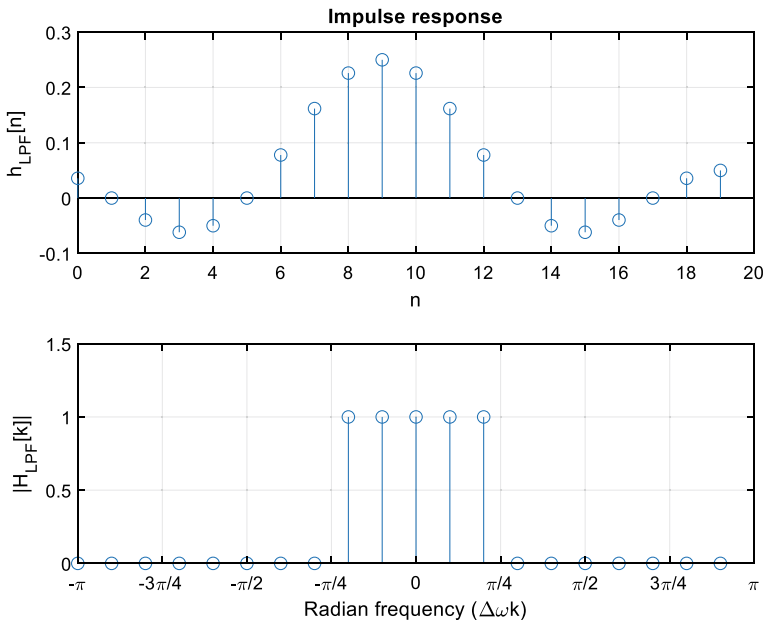 Impulse response
0.3
0.2
0.1
0
-0.1
h_LPF[n]
0 2 4 6 8 10 12 14 16 18 20
n
1.5
1
0.5
0
|H_LPF[k]|
-π -3π/4 -π/2 -π/4 0 π/4 π/2 3π/4 π
Radian frequency (Δωk)